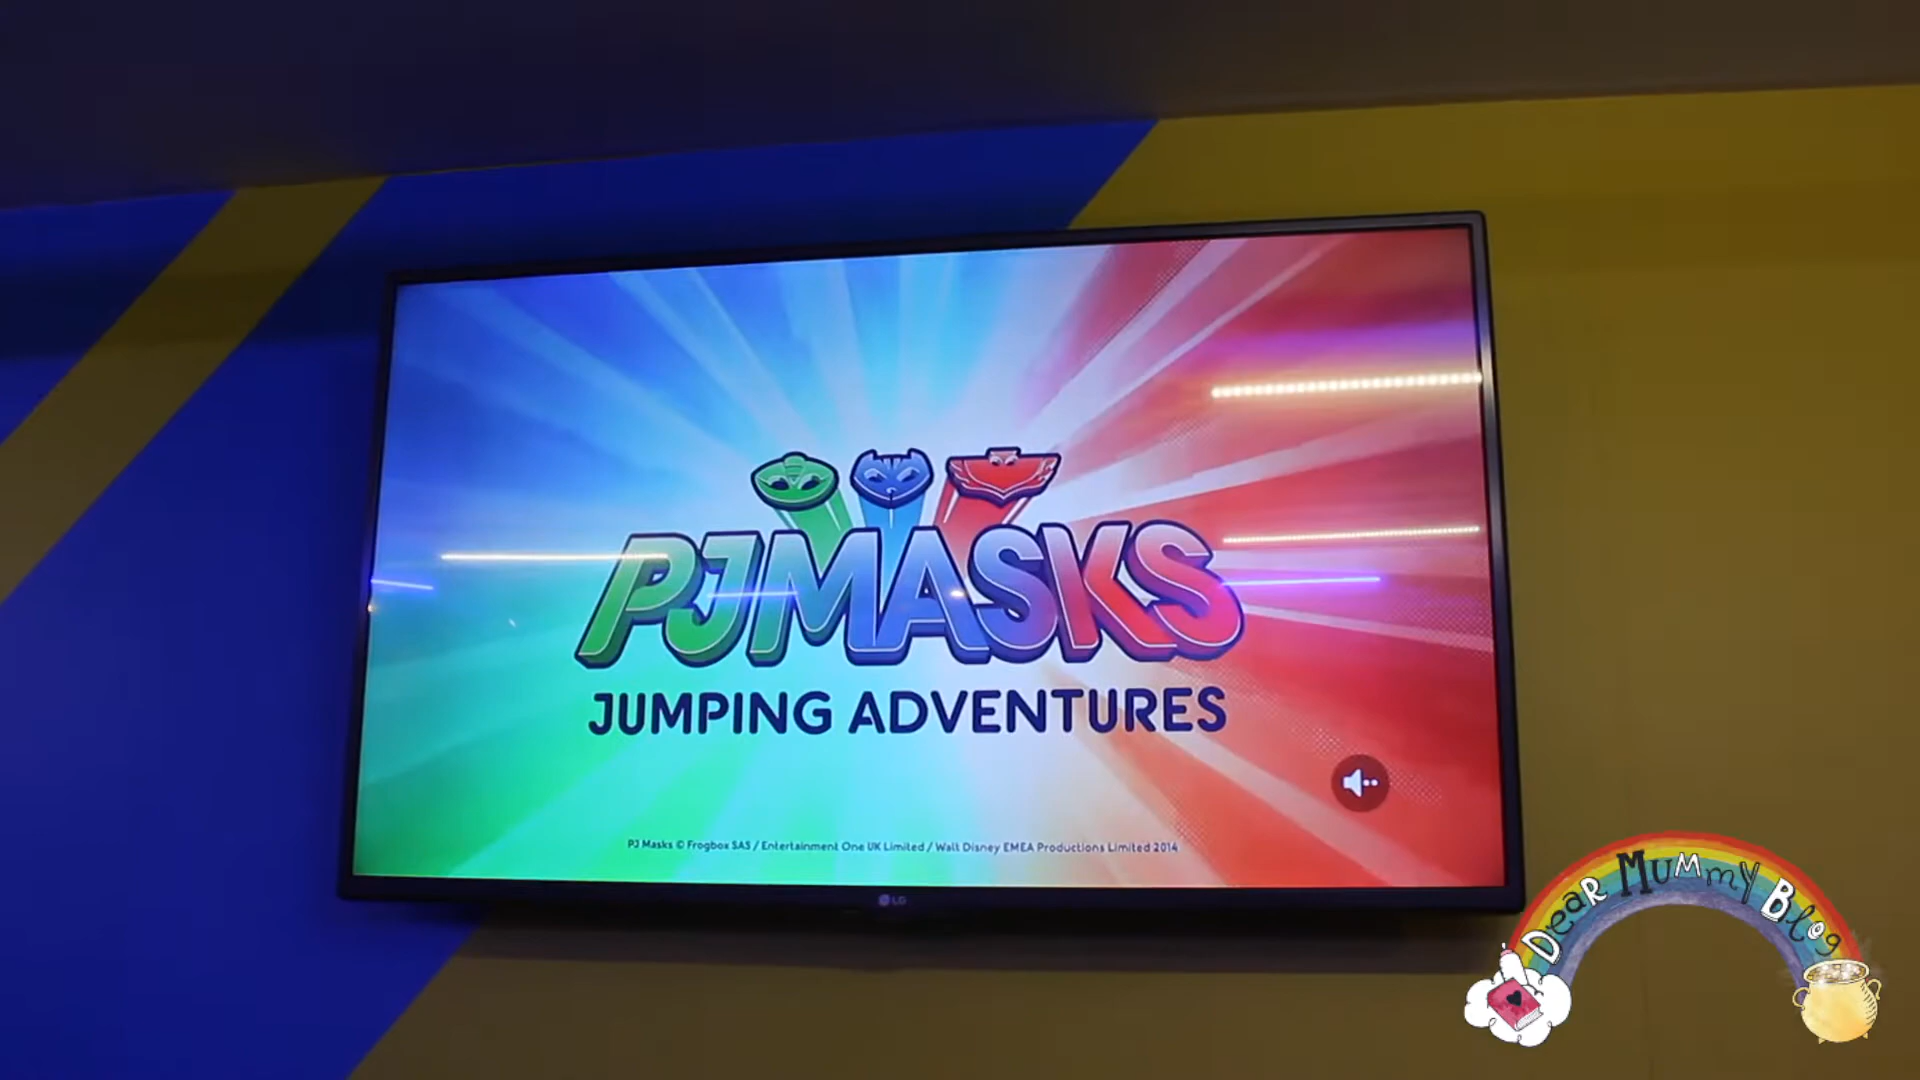 PJMASKS
JUMPING ADVENTURES
PJ Masks © Frogbox SAS / Entertainment One UK Limited / Walt Disney EMEA Productions Limited 2014
LG
Dear Mummy Blog